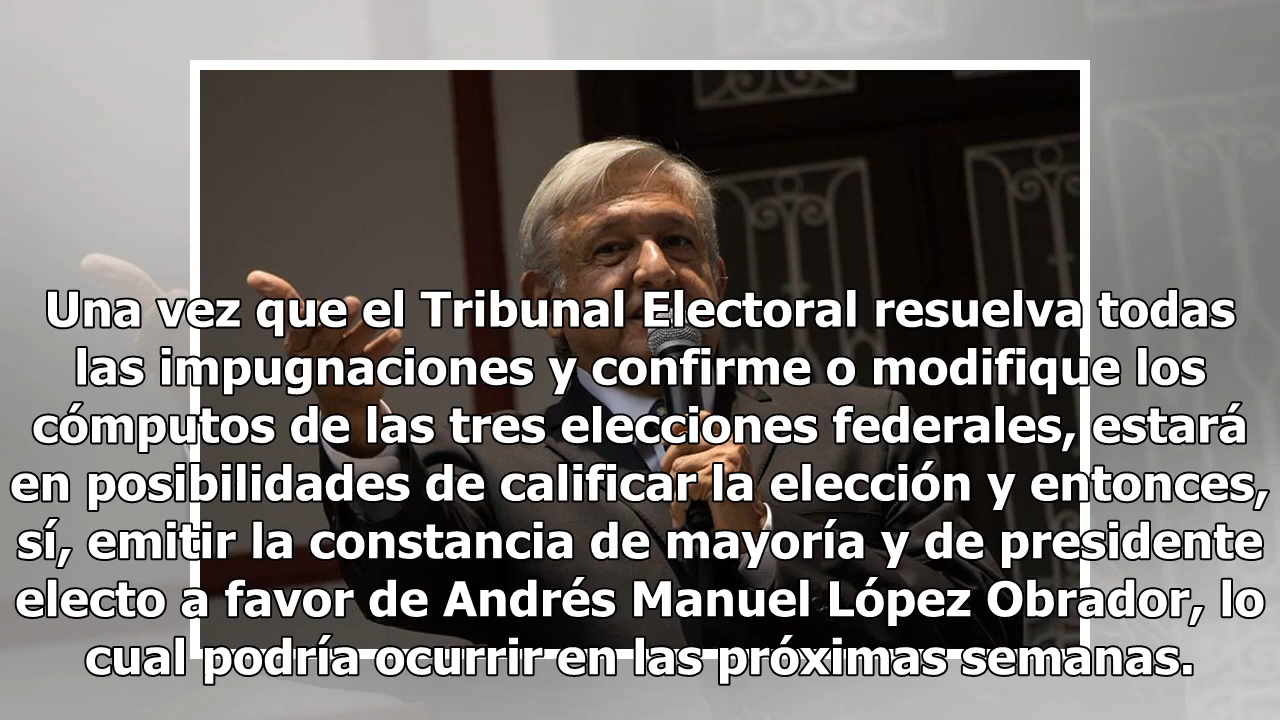 Una vez que el Tribunal Electoral resuelva todas
las impugnaciones y confirme o modifique los
cómputos de las tres elecciones federales, estará
en posibilidades de calificar la elección y entonces,
sí, emitir la constancia de mayoría y de presidente
electo a favor de Andrés Manuel López Obrador, lo
cual podría ocurrir en las próximas semanas.